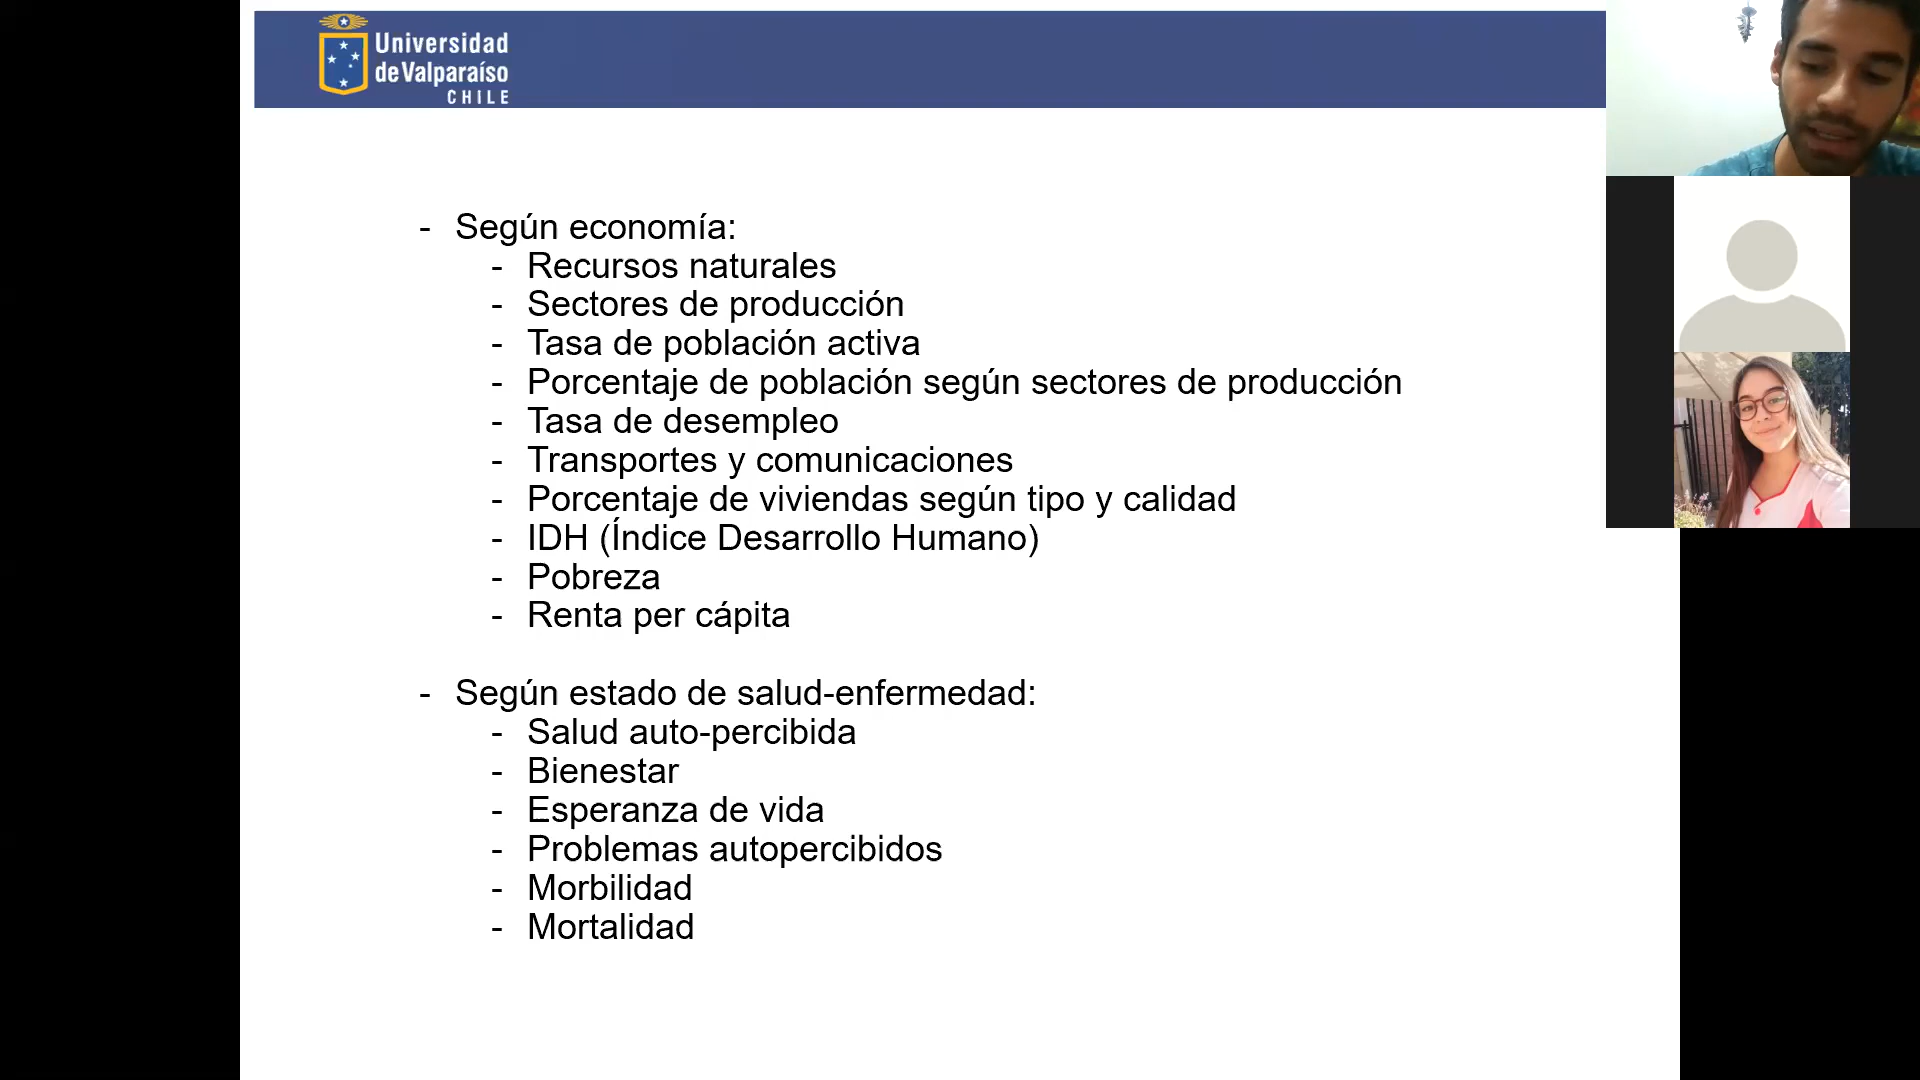 Universidad
de Valparaíso
CHILE
- Según economía:
- Recursos naturales
- Sectores de producción
- Tasa de población activa
- Porcentaje de población según sectores de producción
- Tasa de desempleo
- Transportes y comunicaciones
- Porcentaje de viviendas según tipo y calidad
- IDH (Índice Desarrollo Humano)
- Pobreza
- Renta per cápita
- Según estado de salud-enfermedad:
- Salud auto-percibida
- Bienestar
- Esperanza de vida
- Problemas autopercibidos
- Morbilidad
- Mortalidad